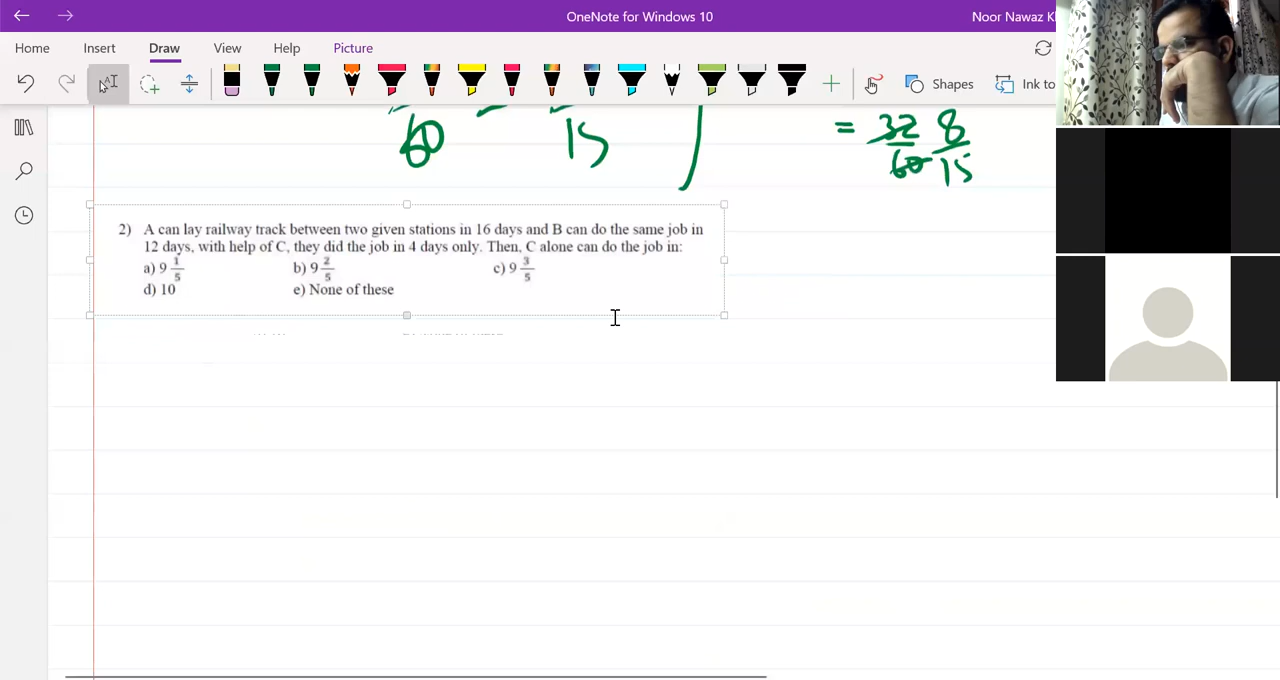 OneNote for Windows 10
Noor Nawaz K
Home Insert Draw View Help Picture
Shapes Ink to
60 15 = 32 8
60 15
2) A can lay railway track between two given stations in 16 days and B can do the same job in
12 days, with help of C, they did the job in 4 days only. Then, C alone can do the job in:
a) 9 1/5 b) 9 2/5 c) 9 3/5
d) 10 e) None of these